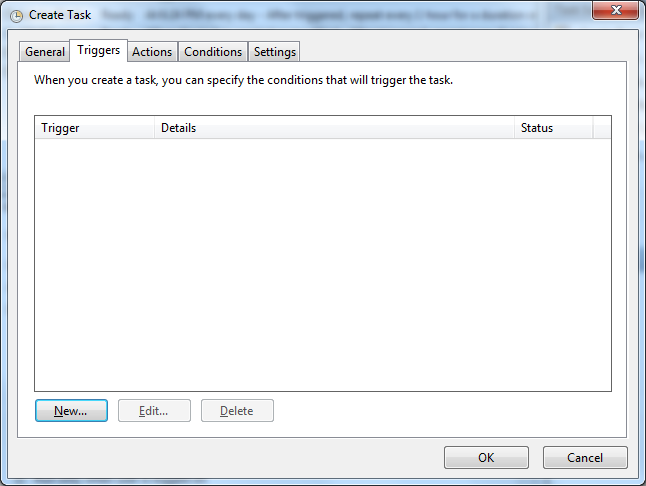 Create Task
General Triggers Actions Conditions Settings
When you create a task, you can specify the conditions that will trigger the task.
Trigger Details Status
New... Edit... Delete
OK Cancel